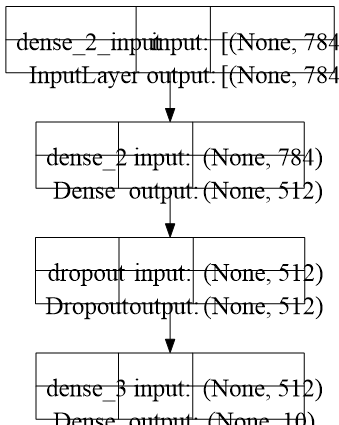 dense_2_input input: [(None, 784
InputLayer output: [(None, 784
dense_2 input: (None, 784)
Dense output: (None, 512)
dropout input: (None, 512)
Dropout output: (None, 512)
dense_3 input: (None, 512)
Dense output: (None, 10)